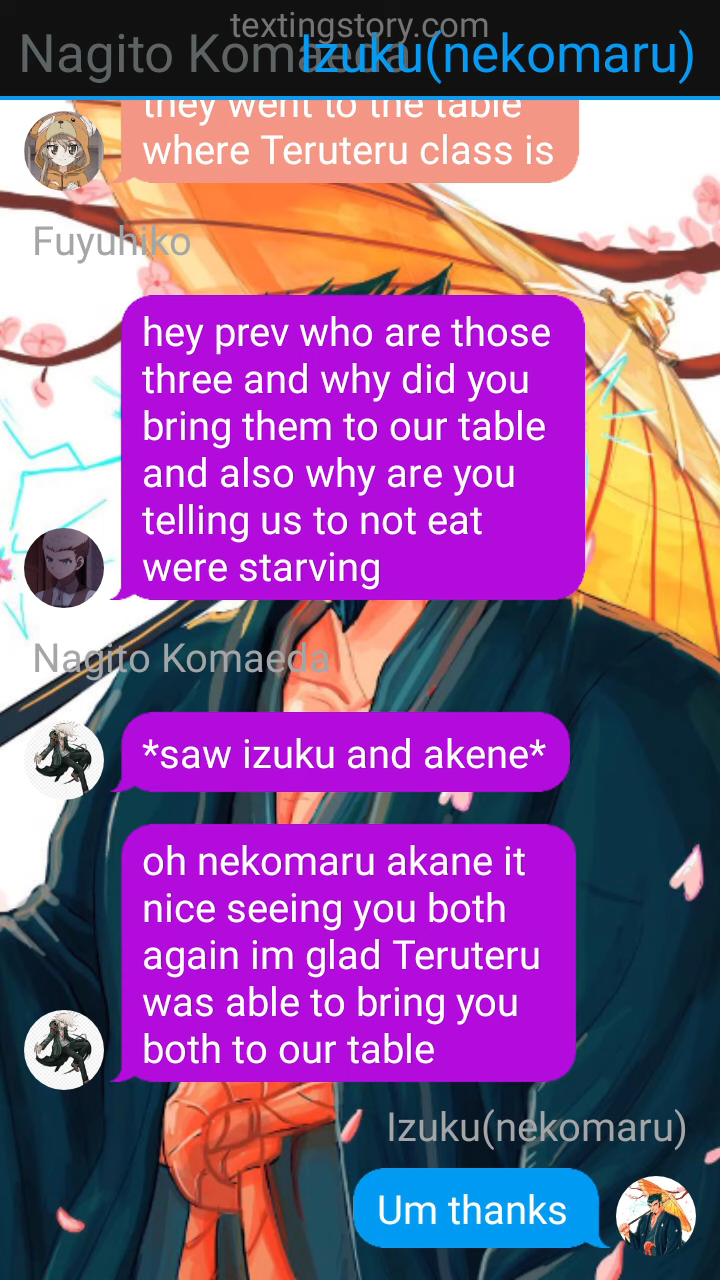 textingstory.com
Nagito Komaeda
Izuku(nekomaru)
they went to the table
where Teruteru class is
Fuyuhiko
hey prev who are those
three and why did you
bring them to our table
and also why are you
telling us to not eat
were starving
Nagito Komaeda
*saw izuku and akene*
oh nekomaru akane it
nice seeing you both
again im glad Teruteru
was able to bring you
both to our table
Izuku(nekomaru)
Um thanks